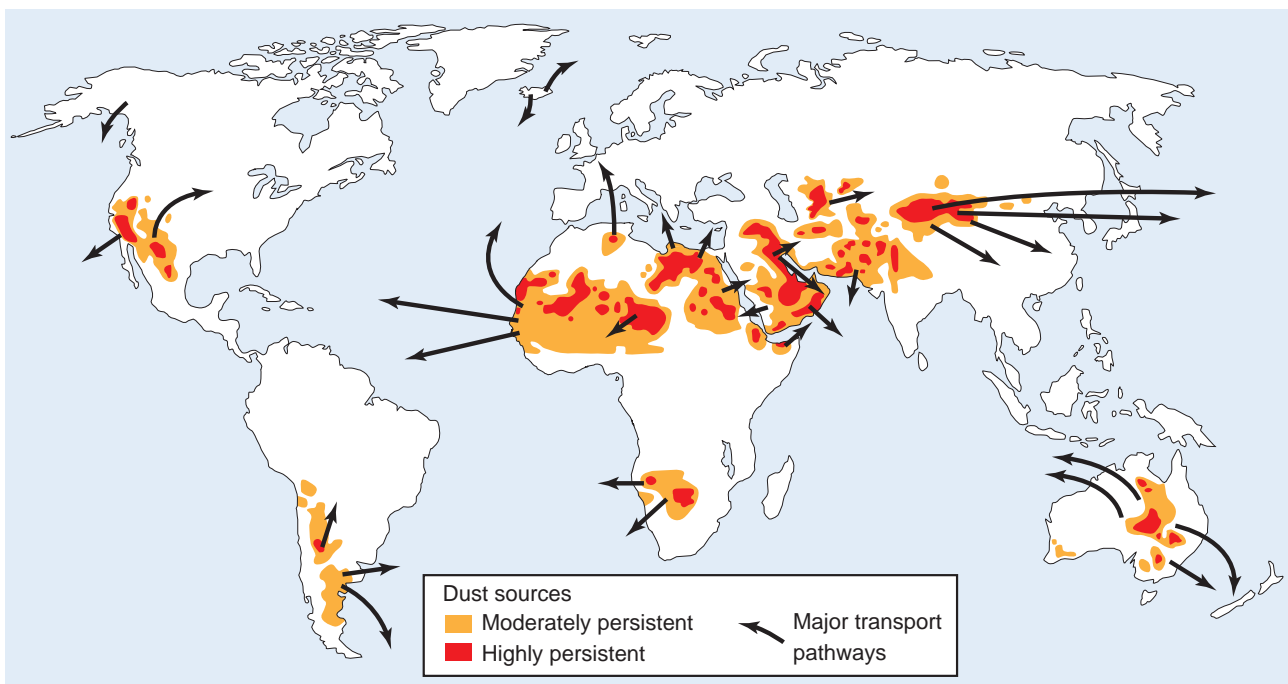 Dust sources
Moderately persistent
Highly persistent
Major transport
pathways